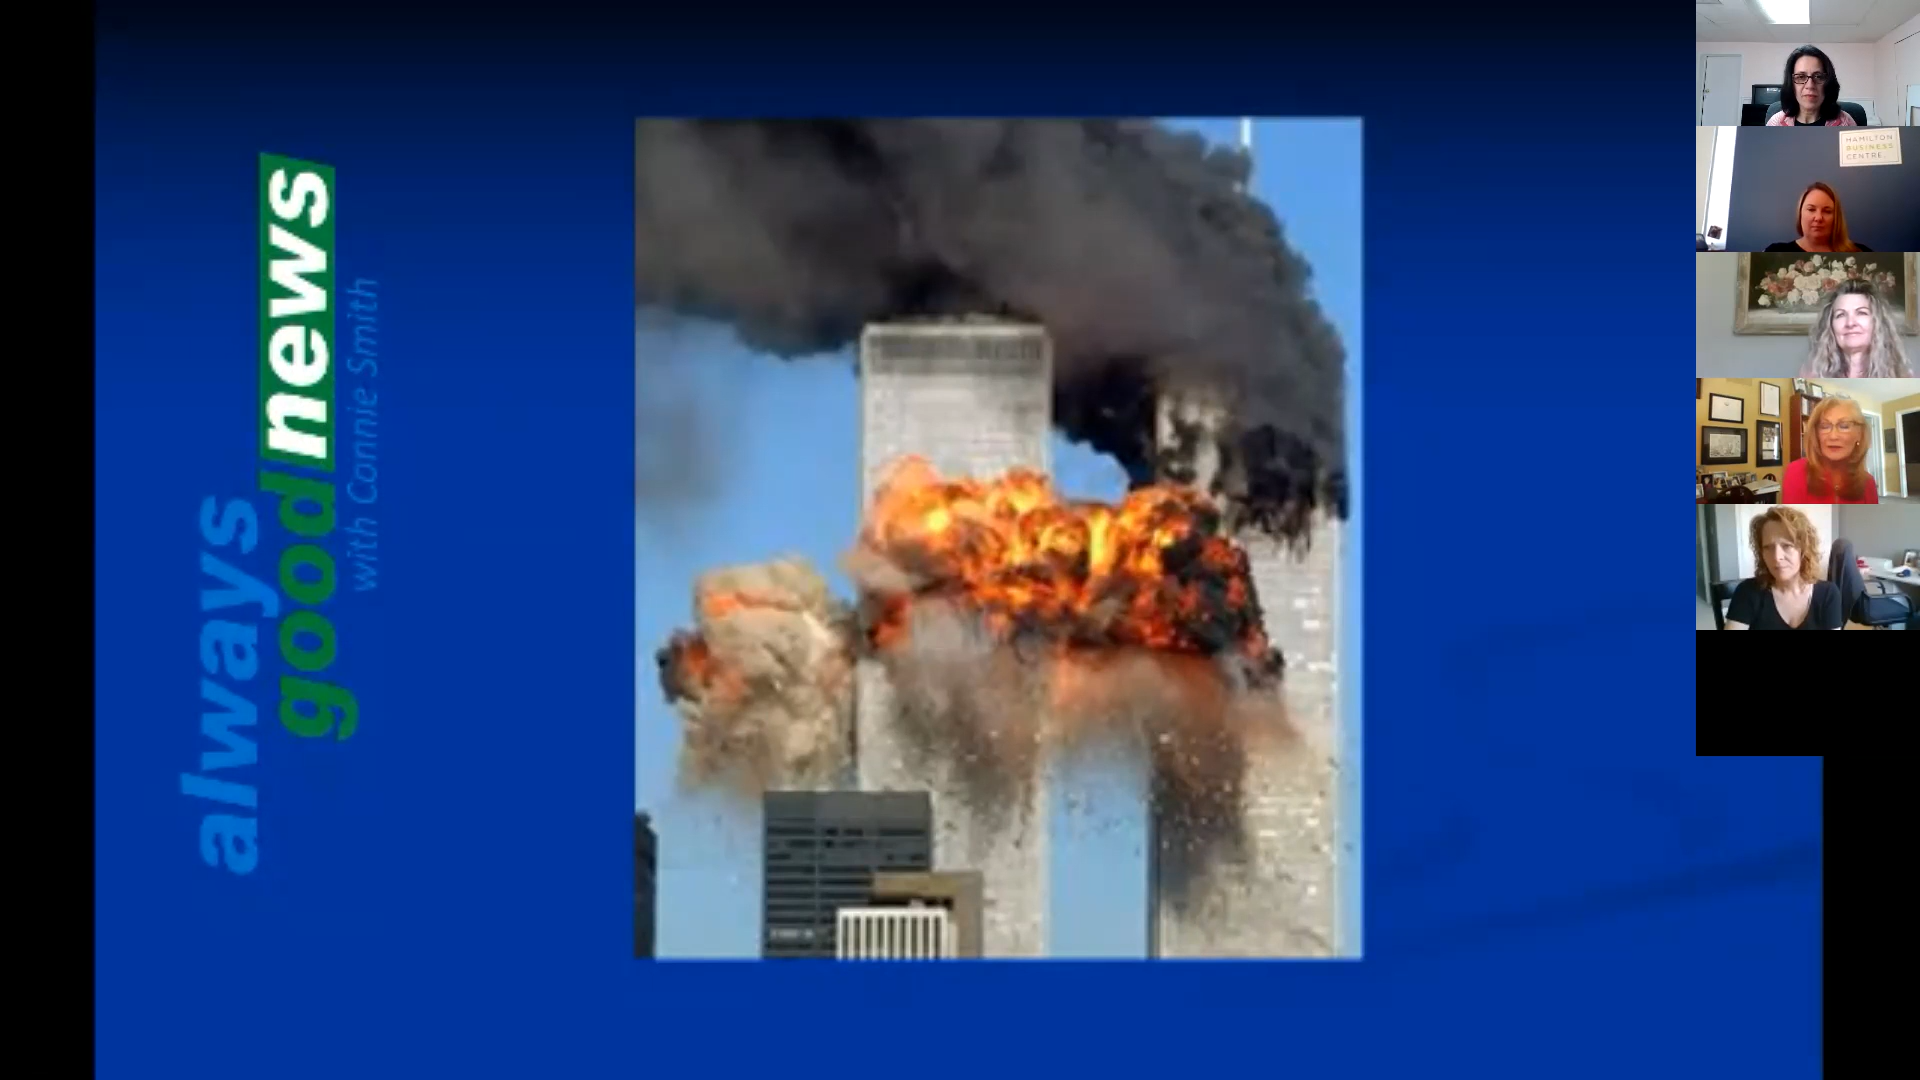 always
good news
with Connie Smith
HAMILTON
BUSINESS
CENTRE.